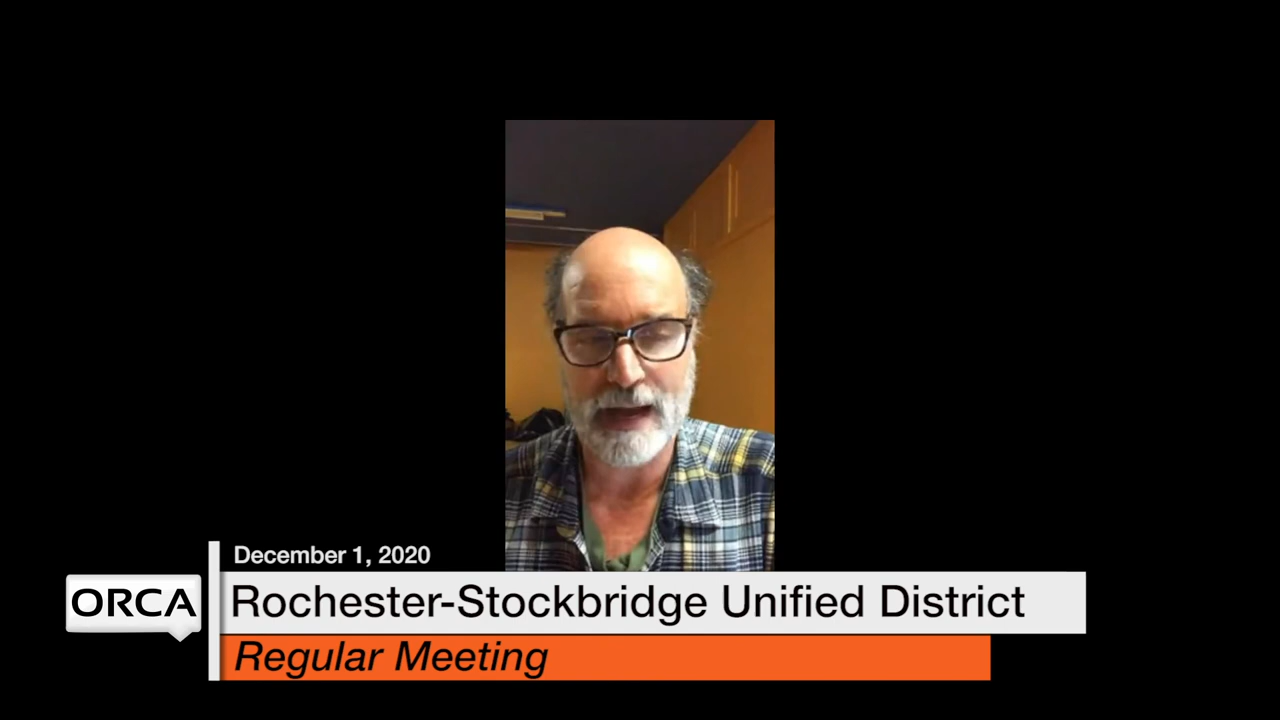 December 1, 2020
ORCA
Rochester-Stockbridge Unified District
Regular Meeting